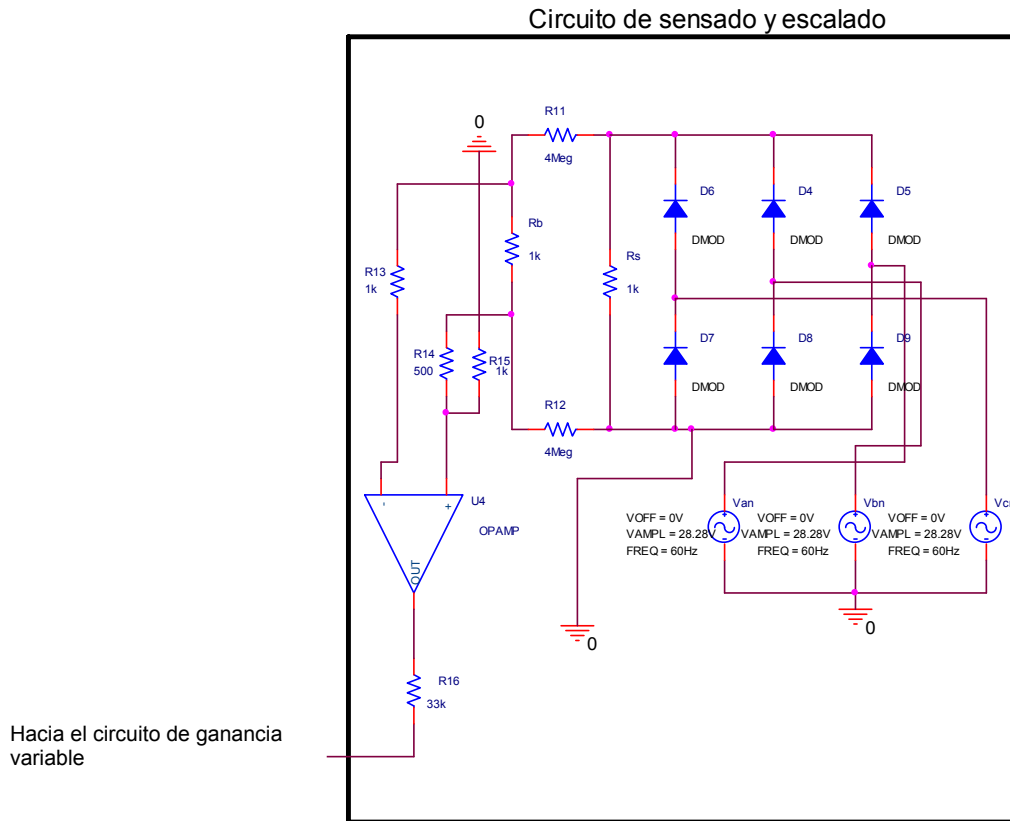 Circuito de sensado y escalado
0
R11
4Meg
D6
D4
D5
DMOD
DMOD
DMOD
Rb
1k
Rs
1k
R13
1k
R14
500
R15
1k
D7
D8
D9
DMOD
DMOD
DMOD
R12
4Meg
-
+
U4
OPAMP
OUT
Van
Vbn
VOFF = 0V
VAMPL = 28.28V
FREQ = 60Hz
VOFF = 0V
VAMPL = 28.28V
FREQ = 60Hz
VOFF = 0V
VAMPL = 28.28V
FREQ = 60Hz
0
0
R16
33k
Hacia el circuito de ganancia
variable